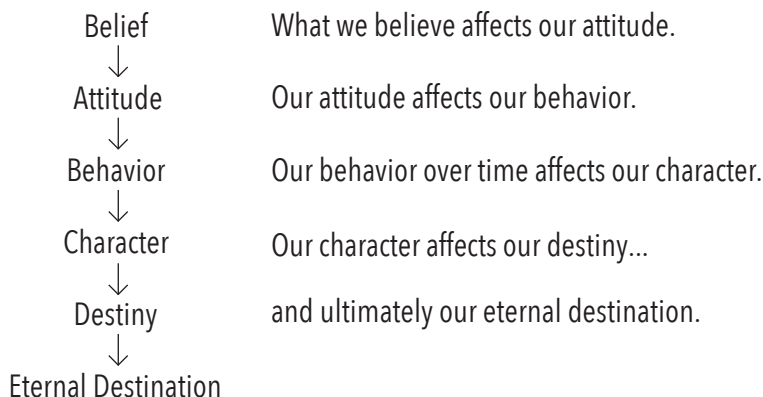 Belief What we believe affects our attitude.
Attitude Our attitude affects our behavior.
Behavior Our behavior over time affects our character.
Character Our character affects our destiny...
Destiny and ultimately our eternal destination.
Eternal Destination